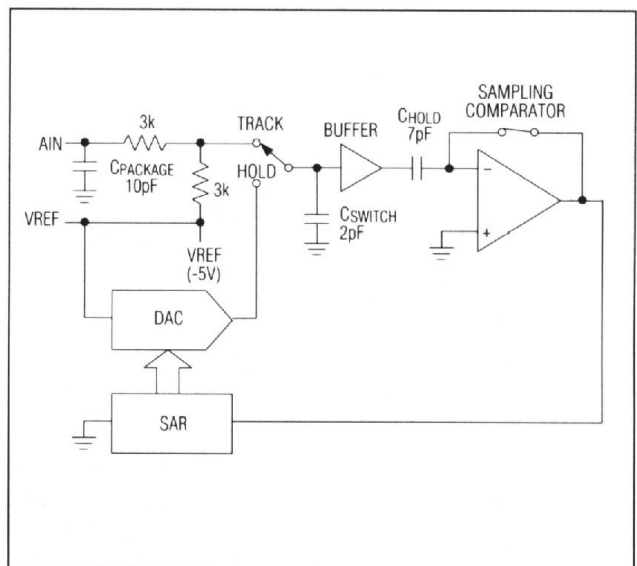 SAMPLING
COMPARATOR
CHOLD
7pF
BUFFER
TRACK
3k
AIN
CPACKAGE
10pF
HOLD
3k
CSWITCH
2pF
−
+
VREF
VREF
(-5V)
DAC
SAR